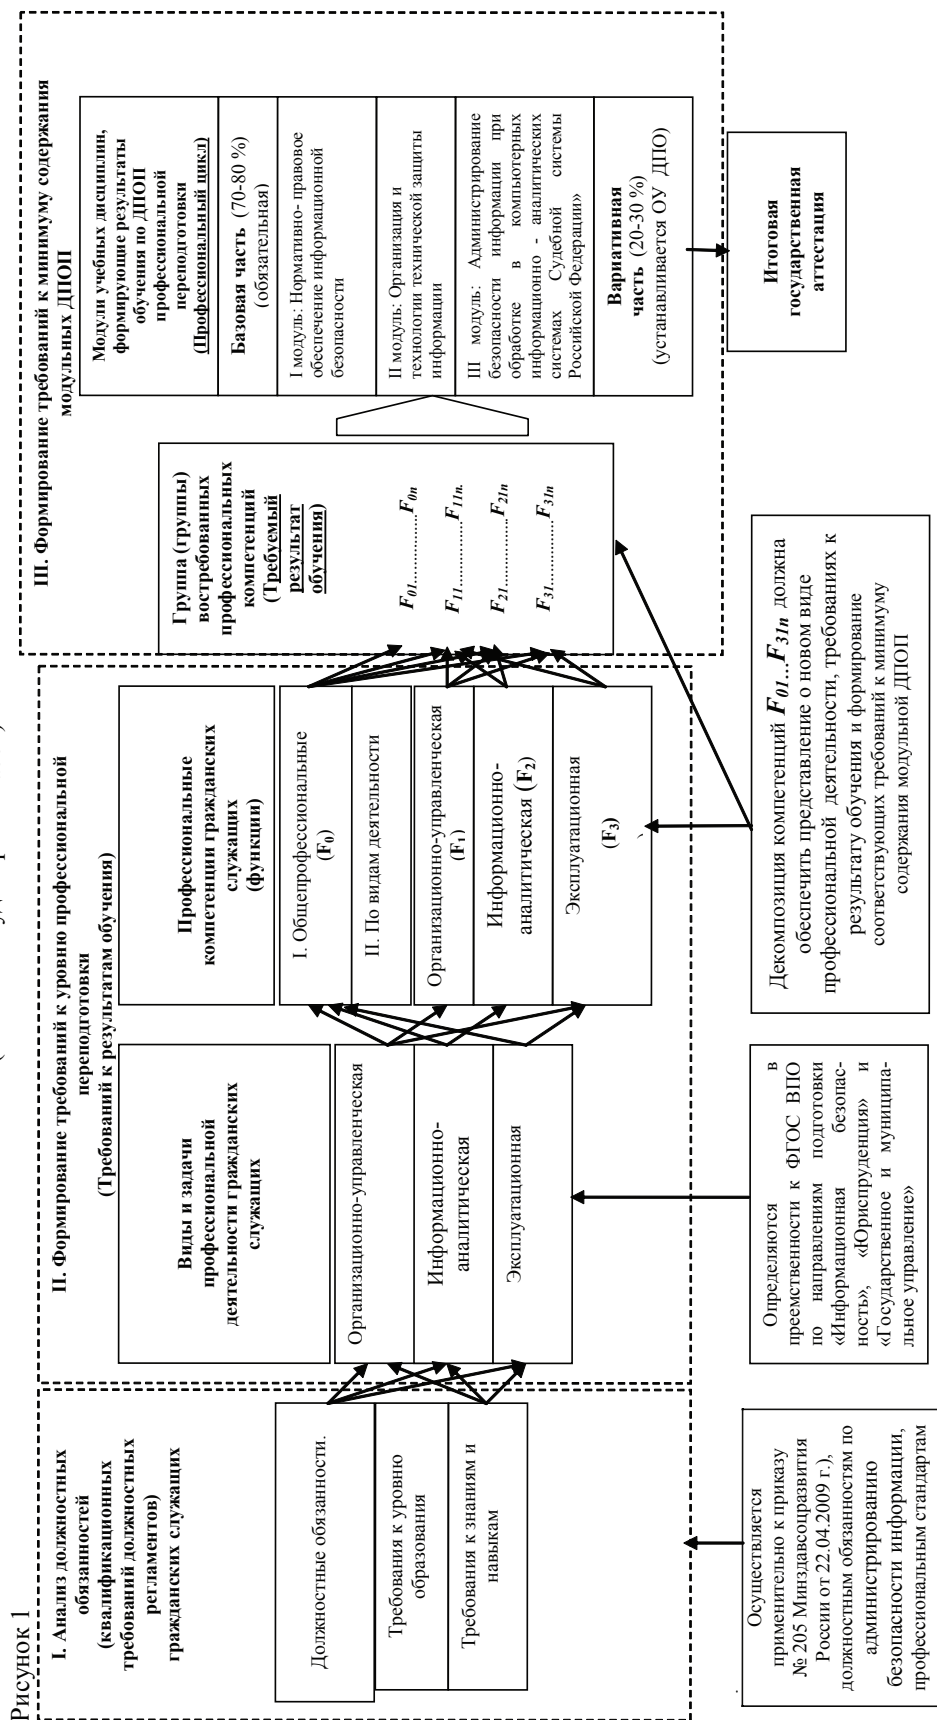 Рисунок 1
I. Анализ должностных
обязанностей
(квалификационных
требований должностных
регламентов)
гражданских служащих
Должностные обязанности.
Требования к уровню
образования
Требования к знаниям и
навыкам
Осуществляется
применительно к приказу
№ 205 Минздавсоцразвития
России от 22.04.2009 г.),
должностным обязанностям по
администрированию
безопасности информации,
профессиональным стандартам
II. Формирование требований к уровню профессиональной
переподготовки
(Требований к результатам обучения)
Виды и задачи
профессиональной
деятельности гражданских
служащих
Организационно-управленческая
Информационно-
аналитическая
Эксплуатационная
Определяются в
преемственности к ФГОС ВПО
по направлениям подготовки
«Информационная безопас-
ность», «Юриспруденция» и
«Государственное и муниципа-
льное управление»
Профессиональные
компетенции гражданских
служащих
(функции)
I. Общепрофессиональные
(F0)
II. По видам деятельности
Организационно-управленческая
(F1)
Информационно-
аналитическая (F2)
Эксплуатационная
(F3)
Декомпозиция компетенций F01..F31n должна
обеспечить представление о новом виде
профессиональной деятельности, требованиях к
результату обучения и формирование
соответствующих требований к минимуму
содержания модульной ДПОП
III. Формирование требований к минимуму содержания
модульных ДПОП
Группа (группы)
востребованных
профессиональных
компетенций
(Требуемый
результат
обучения)
F01............F0n
F11............F11n.
F21............F21n
F31............F31n
Модули учебных дисциплин,
формирующие результаты
обучения по ДПОП
профессиональной
переподготовки
(Профессиональный цикл)
Базовая часть (70-80 %)
(обязательная)
I модуль: Нормативно- правовое
обеспечение информационной
безопасности
II модуль: Организация и
технологии технической защиты
информации
III модуль: Администрирование
безопасности информации при
обработке в компьютерных
информационно - аналитических
системах Судебной системы
Российской Федерации»
Вариативная
часть (20-30 %)
(устанавливается ОУ ДПО)
Итоговая
государственная
аттестация